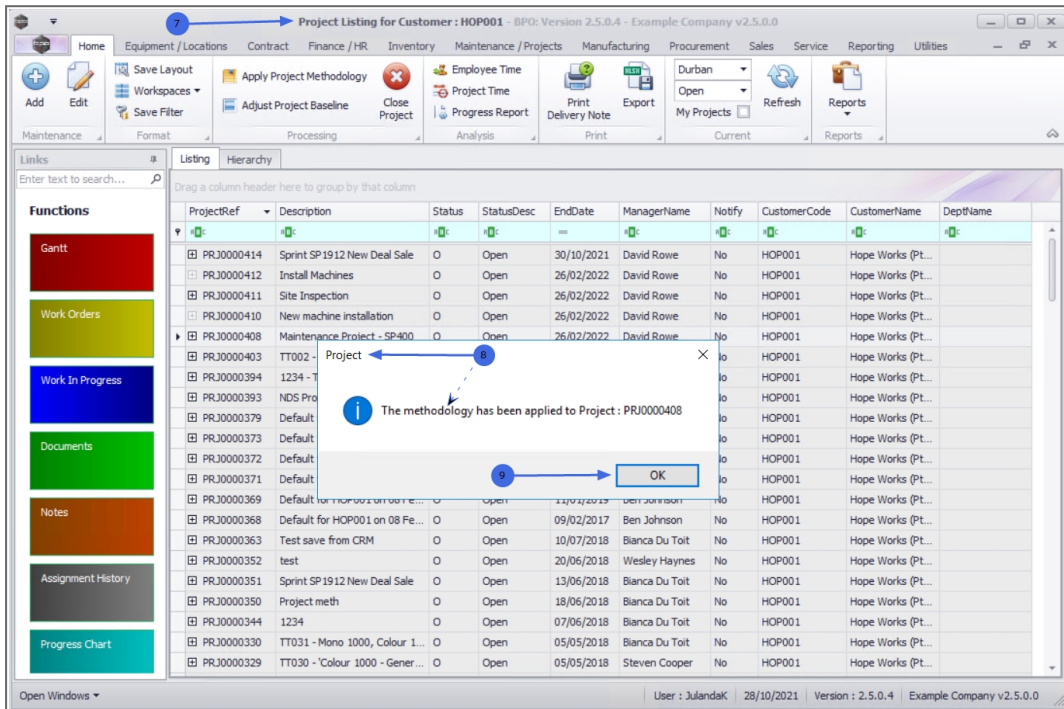 7
Project Listing for Customer : HOP001 - BPO: Version 2.5.0.4 - Example Company v2.5.0.0
Home Equipment / Locations Contract Finance / HR Inventory Maintenance / Projects Manufacturing Procurement Sales Service Reporting Utilities
Add Edit
Maintenance
Save Layout
Workspaces
Save Filter
Format
Apply Project Methodology
Adjust Project Baseline
Close Project
Processing
Employee Time
Project Time
Progress Report
Analysis
Print Delivery Note
Export
Print
Durban
Open
My Projects
Refresh
Current
Reports
Reports
Links
Enter text to search...
Functions
Gantt
Work Orders
Work In Progress
Documents
Notes
Assignment History
Progress Chart
Listing Hierarchy
Drag a column header here to group by that column
ProjectRef Description Status StatusDesc EndDate ManagerName Notify CustomerCode CustomerName DeptName
PRJ0000414 Sprint SP1912 New Deal Sale O Open 30/10/2021 David Rowe No HOP001 Hope Works (Pt...
PRJ0000412 Install Machines O Open 26/02/2022 David Rowe No HOP001 Hope Works (Pt...
PRJ0000411 Site Inspection O Open 26/02/2022 David Rowe No HOP001 Hope Works (Pt...
PRJ0000410 New machine installation O Open 26/02/2022 David Rowe No HOP001 Hope Works (Pt...
PRJ0000408 Maintenance Project - SP400 O Open 26/02/2022 David Rowe No HOP001 Hope Works (Pt...
PRJ0000403 TT002 - No HOP001 Hope Works (Pt...
PRJ0000394 1234 - T No HOP001 Hope Works (Pt...
PRJ0000393 NDS Pro No HOP001 Hope Works (Pt...
PRJ0000379 Default No HOP001 Hope Works (Pt...
PRJ0000373 Default No HOP001 Hope Works (Pt...
PRJ0000372 Default No HOP001 Hope Works (Pt...
PRJ0000371 Default No HOP001 Hope Works (Pt...
PRJ0000369 Default for HOP001 on 08 Fe... O Open 11/01/2019 Ben Johnson No HOP001 Hope Works (Pt...
PRJ0000368 Default for HOP001 on 08 Fe... O Open 09/02/2017 Ben Johnson No HOP001 Hope Works (Pt...
PRJ0000363 Test save from CRM O Open 10/07/2018 Bianca Du Toit No HOP001 Hope Works (Pt...
PRJ0000352 test O Open 20/06/2018 Wesley Haynes No HOP001 Hope Works (Pt...
PRJ0000351 Sprint SP1912 New Deal Sale O Open 13/06/2018 Bianca Du Toit No HOP001 Hope Works (Pt...
PRJ0000350 Project meth O Open 18/06/2018 Bianca Du Toit No HOP001 Hope Works (Pt...
PRJ0000344 1234 O Open 07/06/2018 Bianca Du Toit No HOP001 Hope Works (Pt...
PRJ0000330 TT031 - Mono 1000, Colour 1... O Open 05/05/2018 Bianca Du Toit No HOP001 Hope Works (Pt...
PRJ0000329 TT030 - 'Colour 1000 - Gener... O Open 05/05/2018 Steven Cooper No HOP001 Hope Works (Pt...
Project
8
The methodology has been applied to Project : PRJ0000408
9
OK
Open Windows
User : JulandaK 28/10/2021 Version : 2.5.0.4 Example Company v2.5.0.0